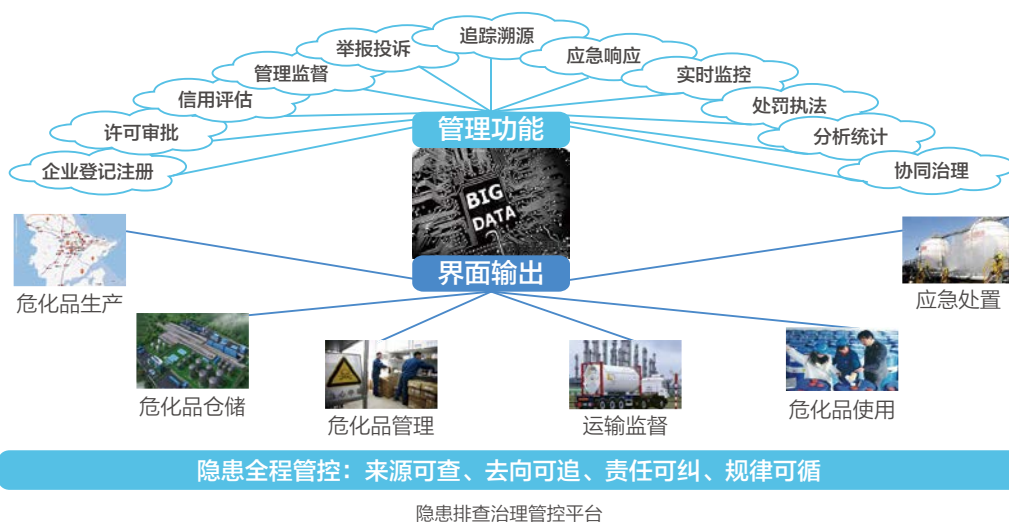 追踪溯源
举报投诉
应急响应
管理监督
实时监控
信用评估
处罚执法
许可审批
管理功能
分析统计
企业登记注册
协同治理
BIG
DATA
界面输出
危化品生产
应急处置
危化品仓储
危化品管理
运输监督
危化品使用
隐患全程管控：来源可查、去向可追、责任可纠、规律可循
隐患排查治理管控平台